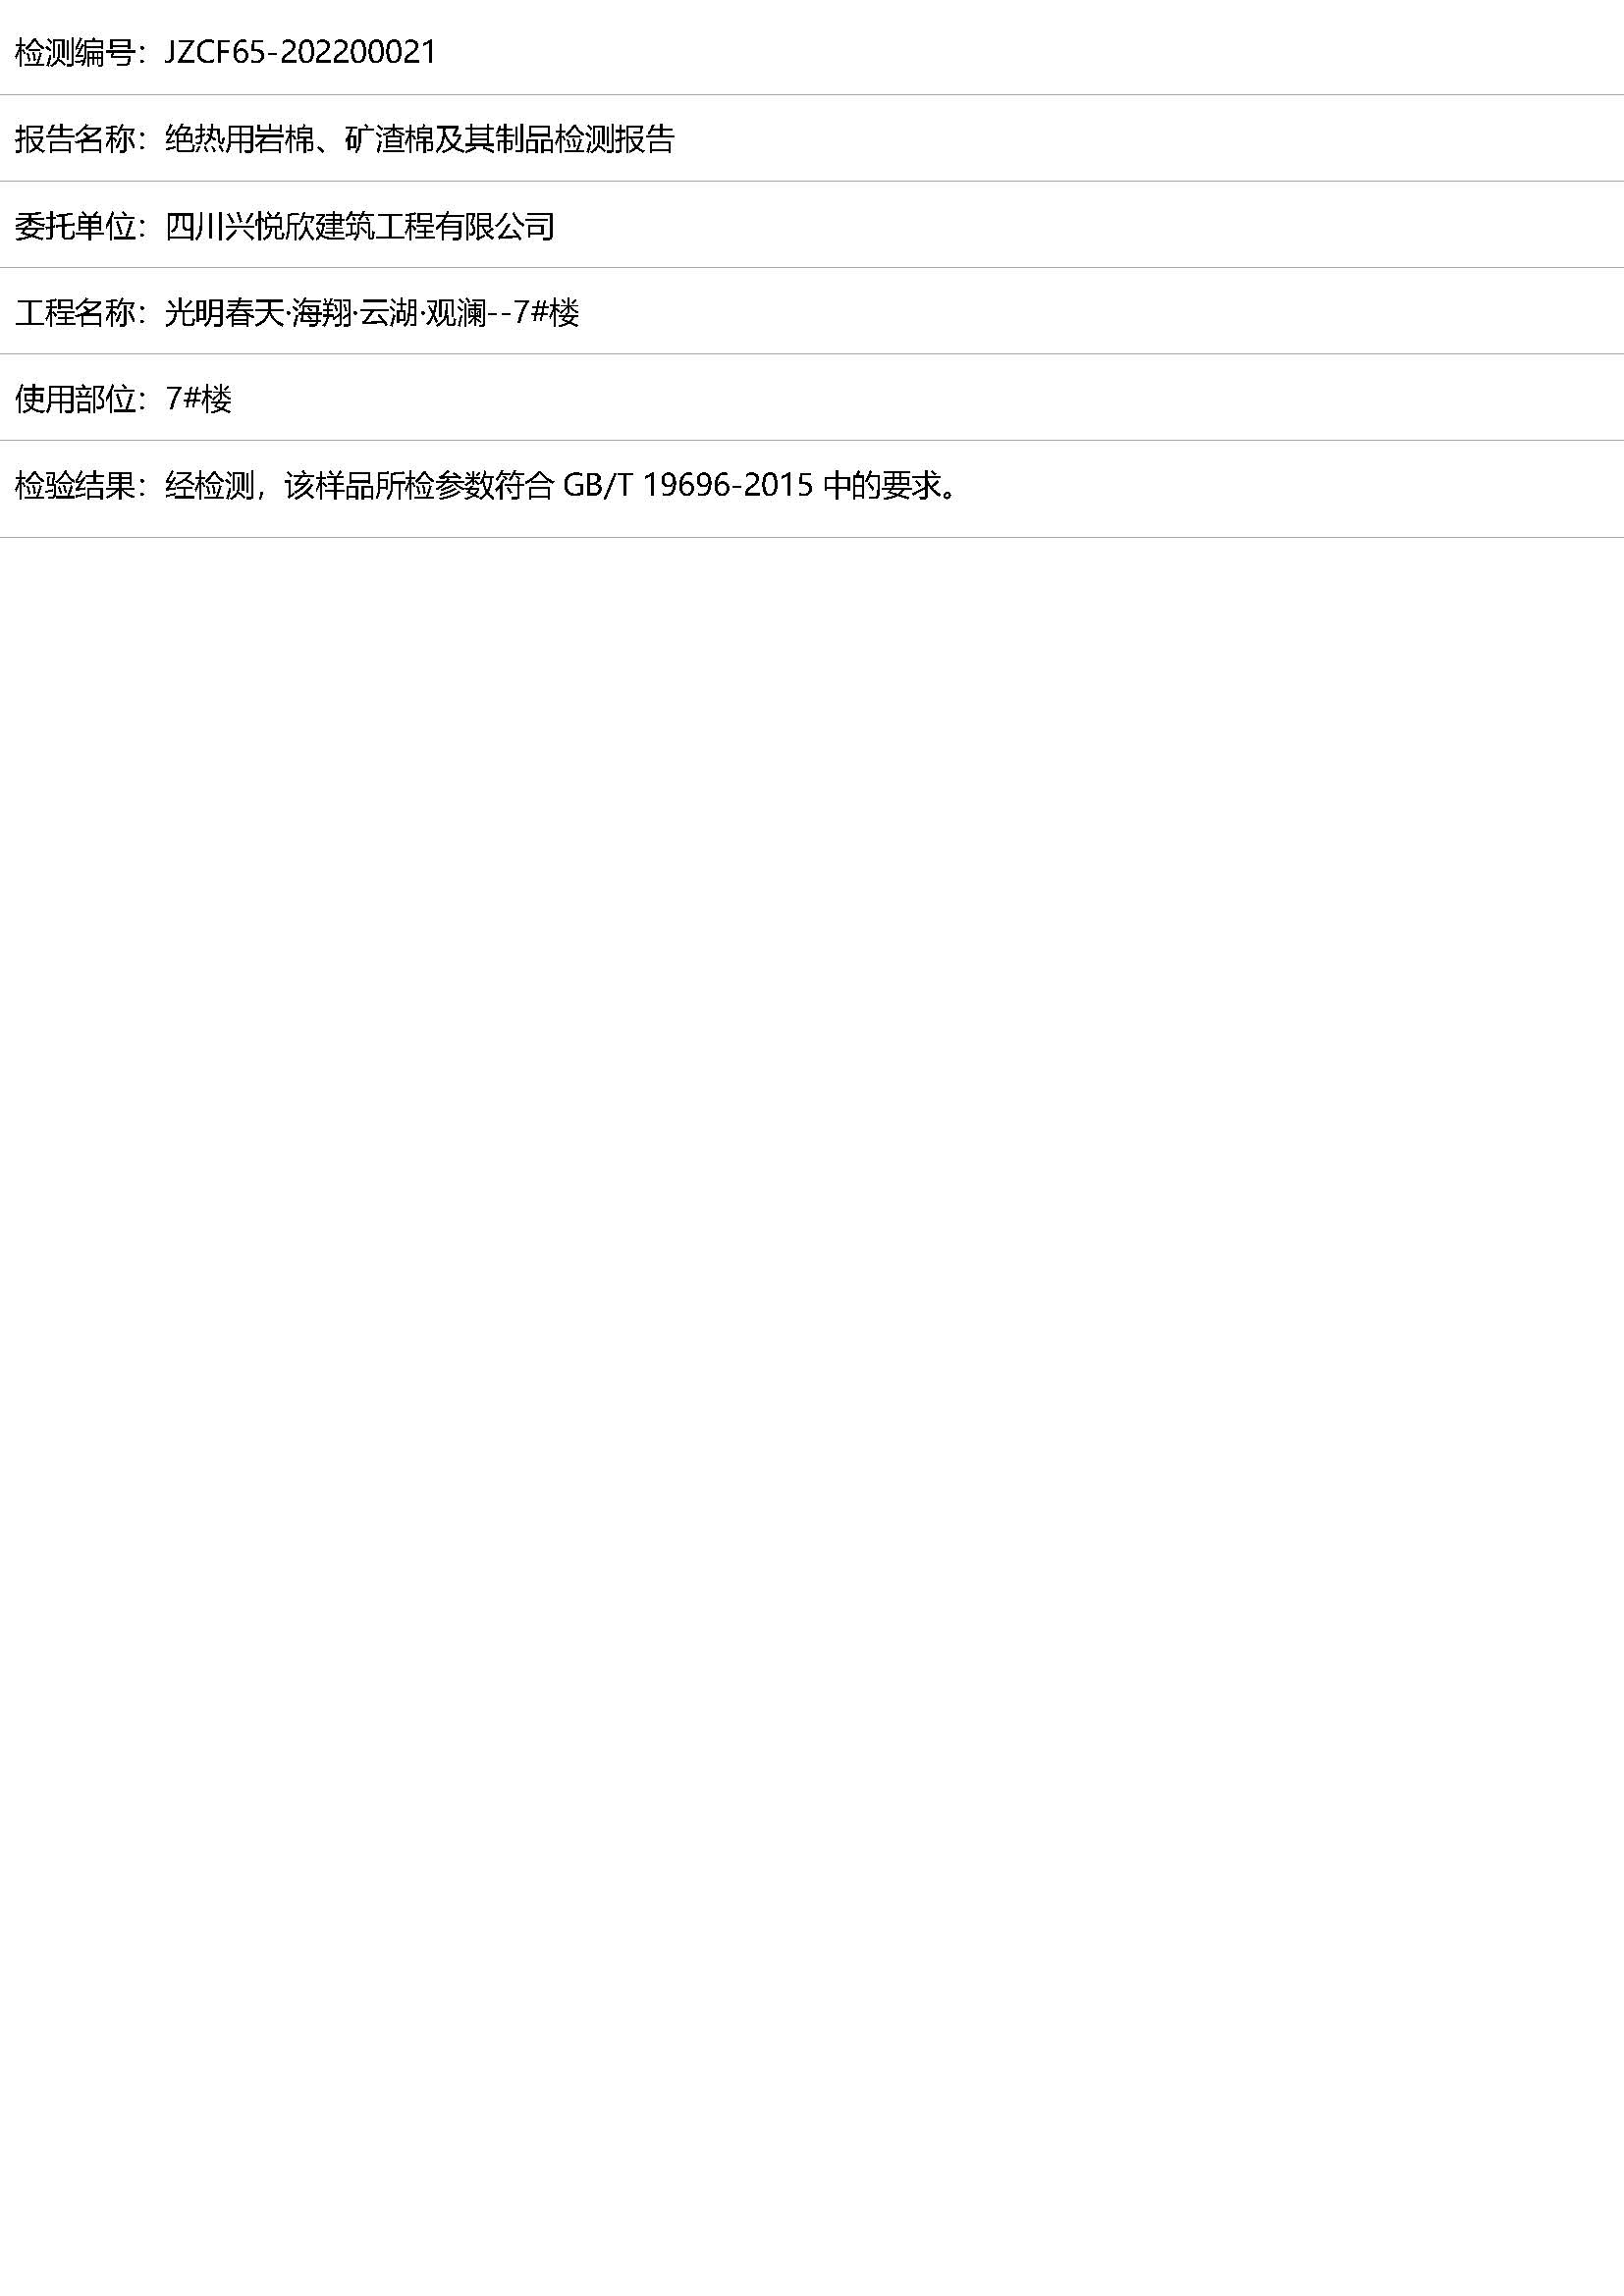 检测编号：JZCF65-202200021
报告名称：绝热用岩棉、矿渣棉及其制品检测报告
委托单位：四川兴悦欣建筑工程有限公司
工程名称：光明春天·海翔·云湖·观澜--7#楼
使用部位：7#楼
检验结果：经检测，该样品所检参数符合 GB/T 19696-2015 中的要求。